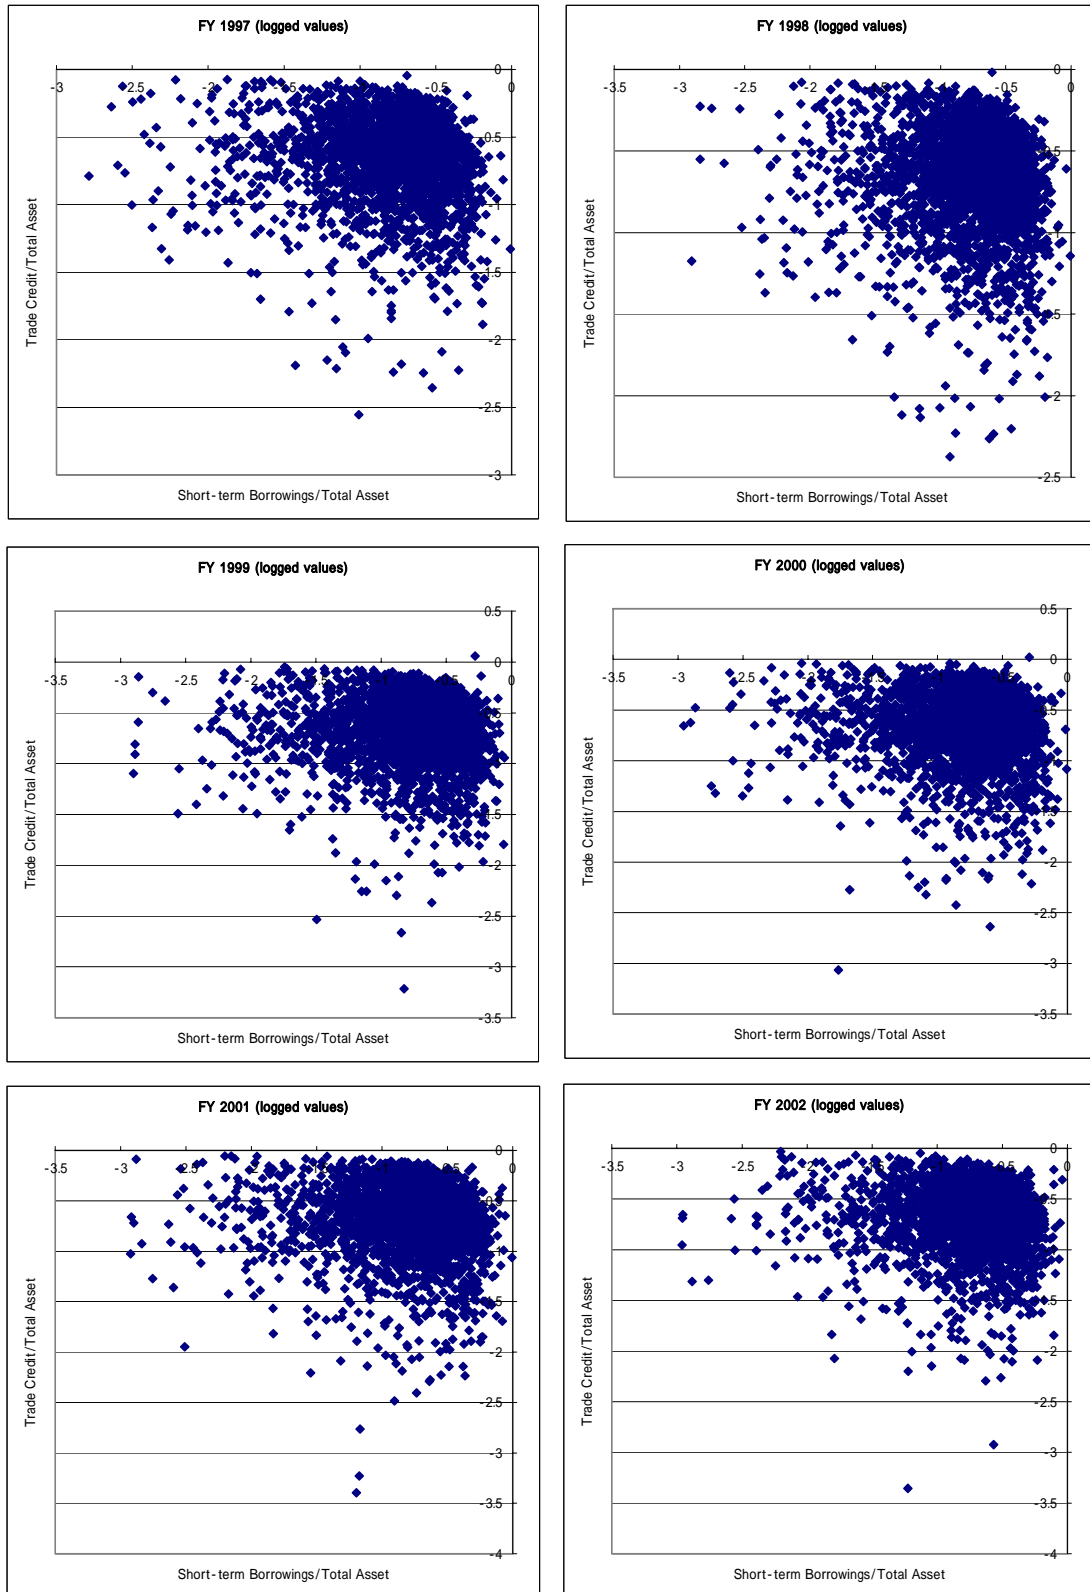 FY 1997 (logged values)
-3 -2.5 -2 -1.5 -1 -0.5 0
0
-0.5
-1
-1.5
-2
-2.5
-3
Trade Credit/Total Asset
Short-term Borrowings/Total Asset
FY 1998 (logged values)
-3.5 -3 -2.5 -2 -1.5 -1 -0.5 0
0
-0.5
-1
-1.5
-2
-2.5
Trade Credit/Total Asset
Short-term Borrowings/Total Asset
FY 1999 (logged values)
0.5
0
-3.5 -3 -2.5 -2 -1.5 -1 -0.5 0
-0.5
-1
-1.5
-2
-2.5
-3
-3.5
Trade Credit/Total Asset
Short-term Borrowings/Total Asset
FY 2000 (logged values)
0.5
0
-3.5 -3 -2.5 -2 -1.5 -1 -0.5 0
-0.5
-1
-1.5
-2
-2.5
-3
-3.5
Trade Credit/Total Asset
Short-term Borrowings/Total Asset
FY 2001 (logged values)
0
-3.5 -3 -2.5 -2 -1.5 -1 -0.5 0
-0.5
-1
-1.5
-2
-2.5
-3
-3.5
-4
Trade Credit/Total Asset
Short-term Borrowings/Total Asset
FY 2002 (logged values)
0
-3.5 -3 -2.5 -2 -1.5 -1 -0.5 0
-0.5
-1
-1.5
-2
-2.5
-3
-3.5
-4
Trade Credit/Total Asset
Short-term Borrowings/Total Asset